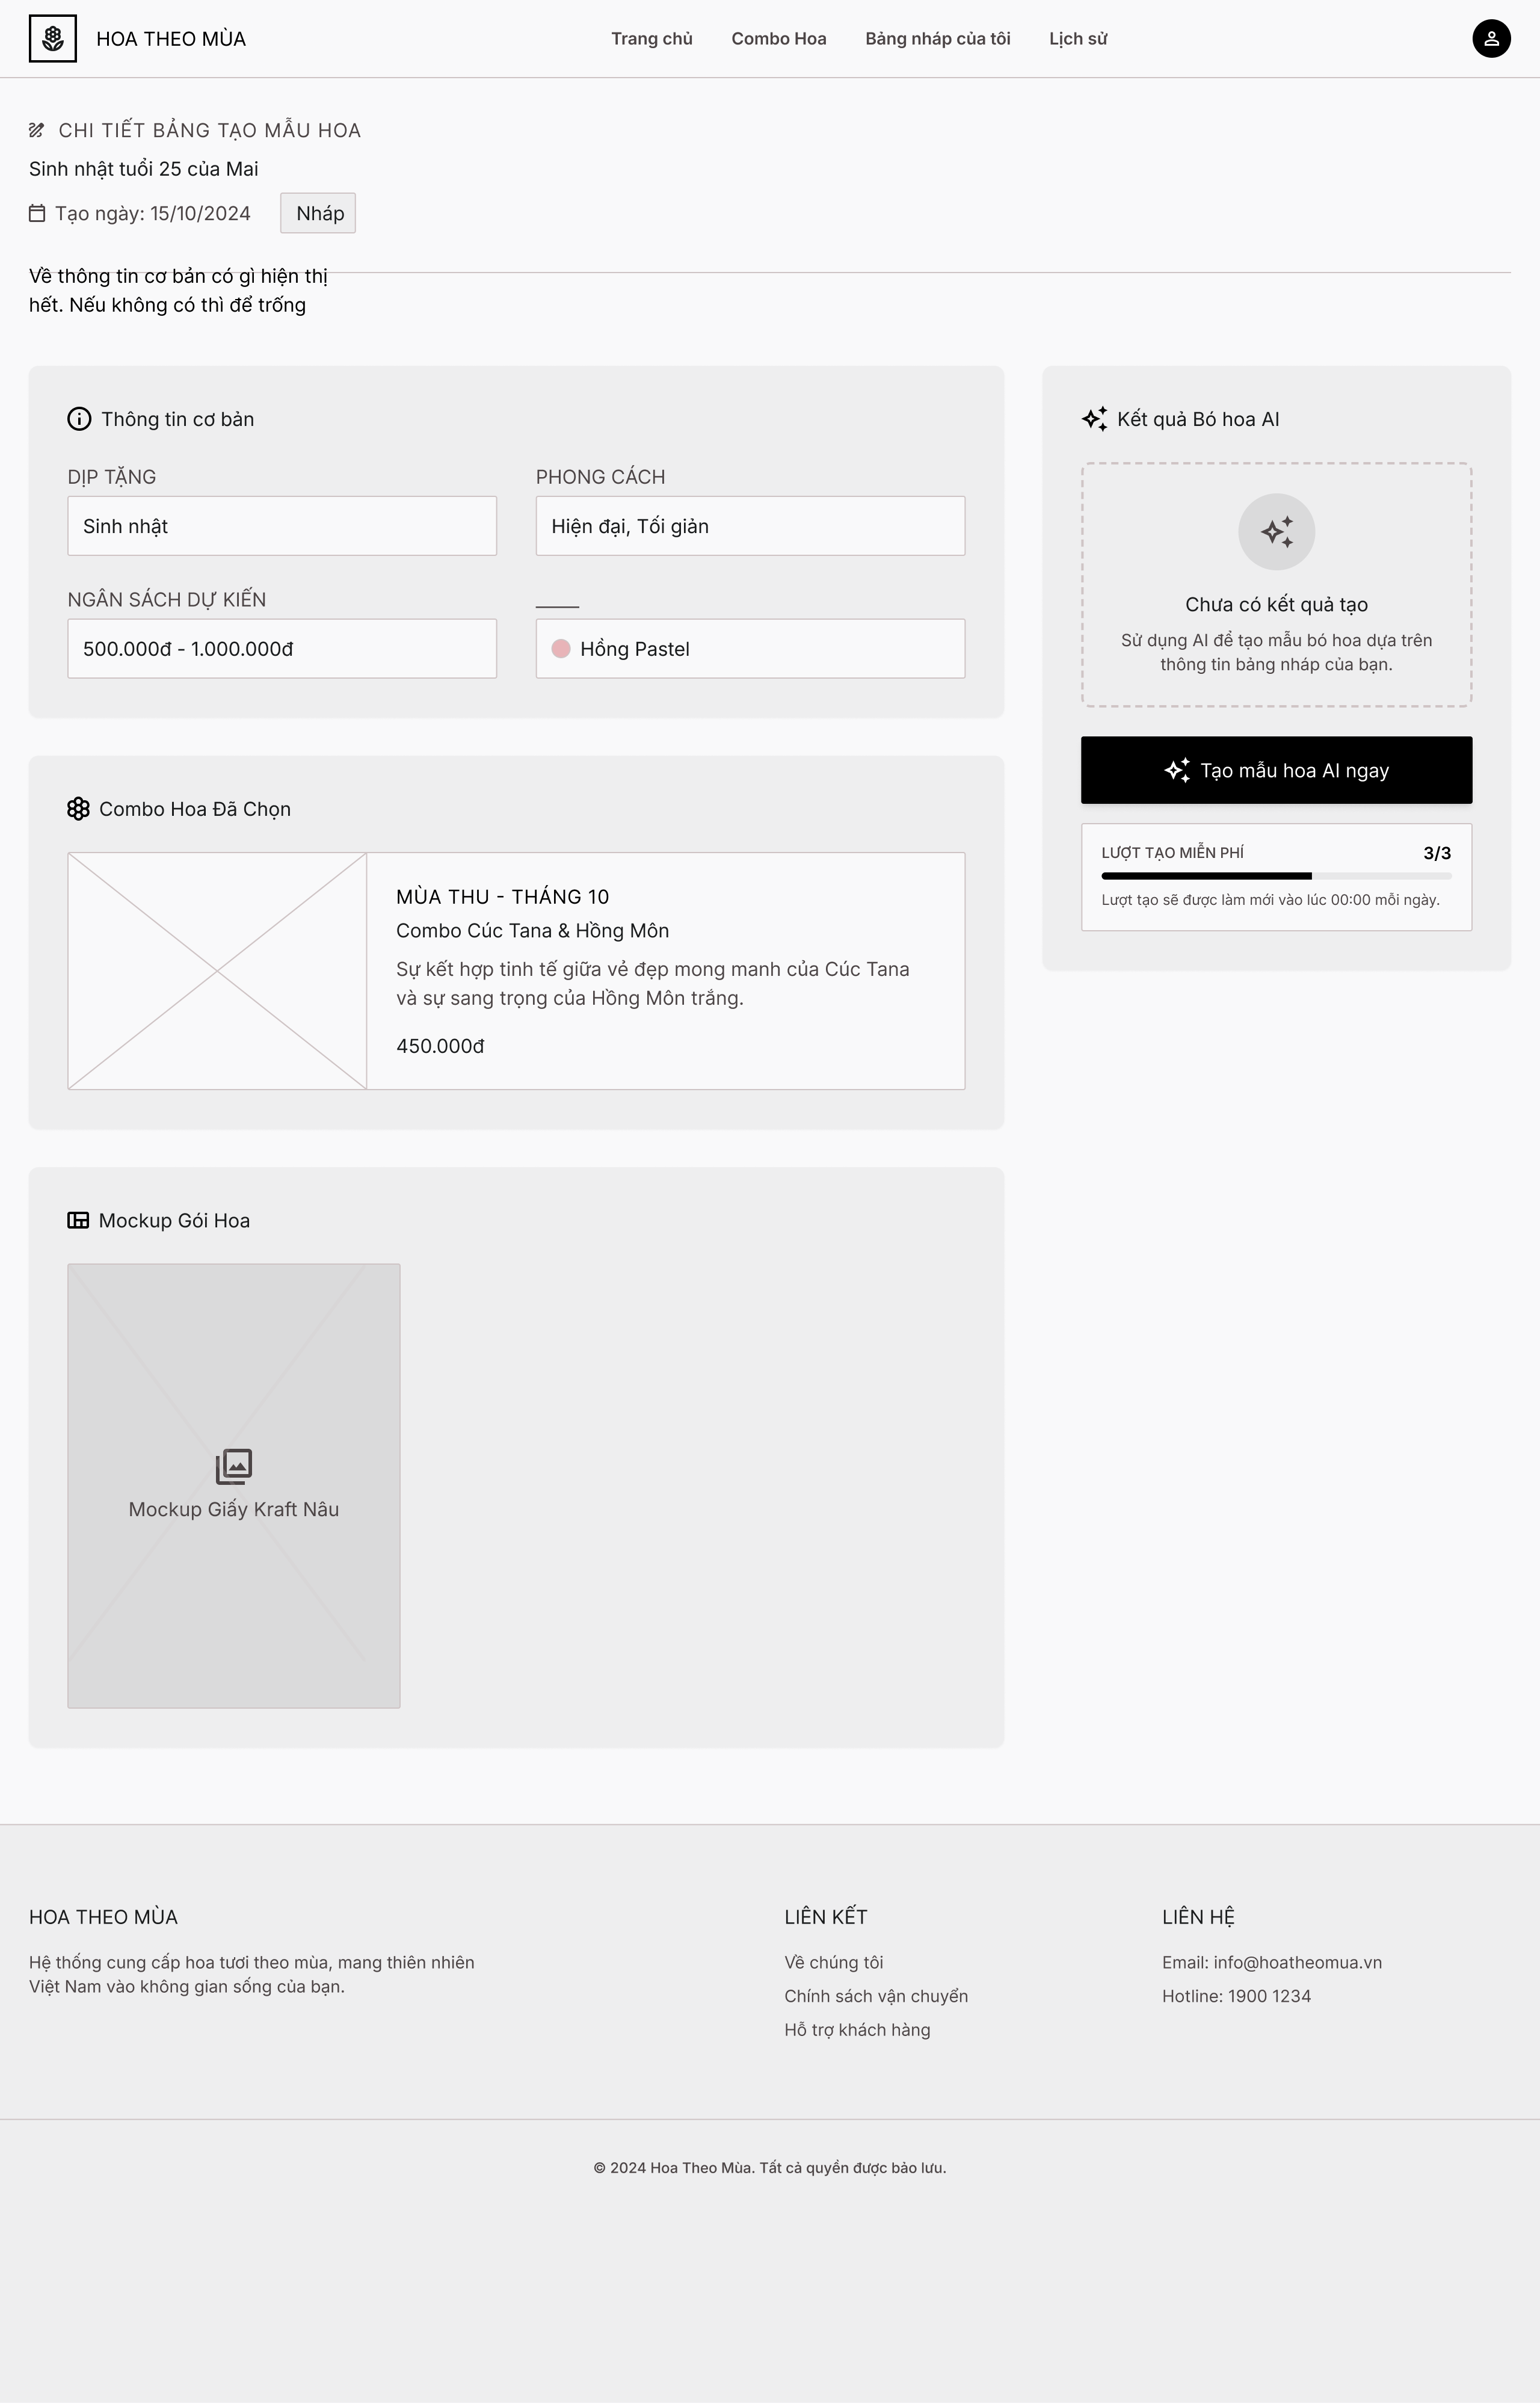 HOA THEO MÙA
Trang chủ
Combo Hoa
Bảng nháp của tôi
Lịch sử
CHI TIẾT BẢNG TẠO MẪU HOA
Sinh nhật tuổi 25 của Mai
Tạo ngày: 15/10/2024
Nháp
Về thông tin cơ bản có gì hiện thị
hết. Nếu không có thì để trống
Thông tin cơ bản
DỊP TẶNG
Sinh nhật
PHONG CÁCH
Hiện đại, Tối giản
NGÂN SÁCH DỰ KIẾN
500.000đ - 1.000.000đ
____
Hồng Pastel
Combo Hoa Đã Chọn
MÙA THU - THÁNG 10
Combo Cúc Tana & Hồng Môn
Sự kết hợp tinh tế giữa vẻ đẹp mong manh của Cúc Tana
và sự sang trọng của Hồng Môn trắng.
450.000đ
Mockup Gói Hoa
Mockup Giấy Kraft Nâu
Kết quả Bó hoa AI
Chưa có kết quả tạo
Sử dụng AI để tạo mẫu bó hoa dựa trên
thông tin bảng nháp của bạn.
Tạo mẫu hoa AI ngay
LƯỢT TẠO MIỄN PHÍ
3/3
Lượt tạo sẽ được làm mới vào lúc 00:00 mỗi ngày.
HOA THEO MÙA
Hệ thống cung cấp hoa tươi theo mùa, mang thiên nhiên
Việt Nam vào không gian sống của bạn.
LIÊN KẾT
Về chúng tôi
Chính sách vận chuyển
Hỗ trợ khách hàng
LIÊN HỆ
Email: info@hoatheomua.vn
Hotline: 1900 1234
© 2024 Hoa Theo Mùa. Tất cả quyền được bảo lưu.